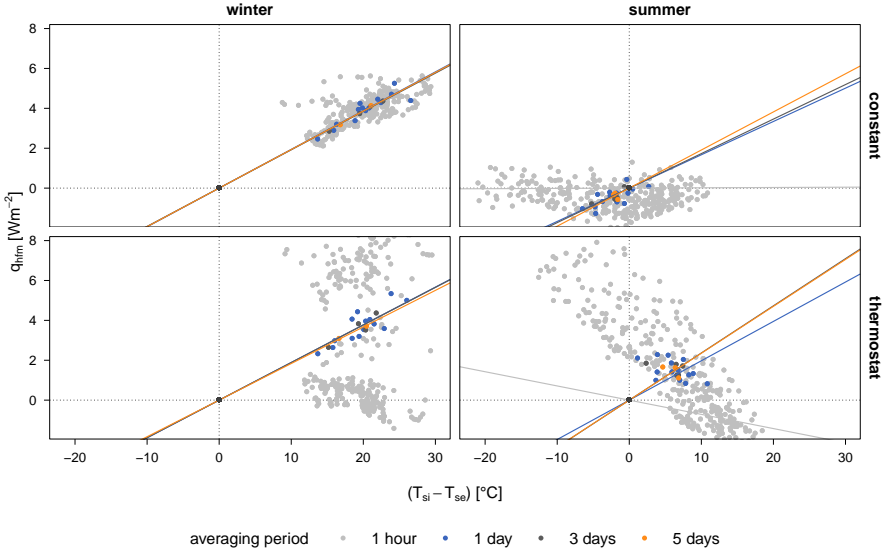 winter summer
8
6
4
2
0
constant
q_hfm [Wm⁻²]
8
6
4
2
0
thermostat
−20 −10 0 10 20 30 −20 −10 0 10 20 30
(T_si − T_se) [°C]
averaging period 1 hour 1 day 3 days 5 days